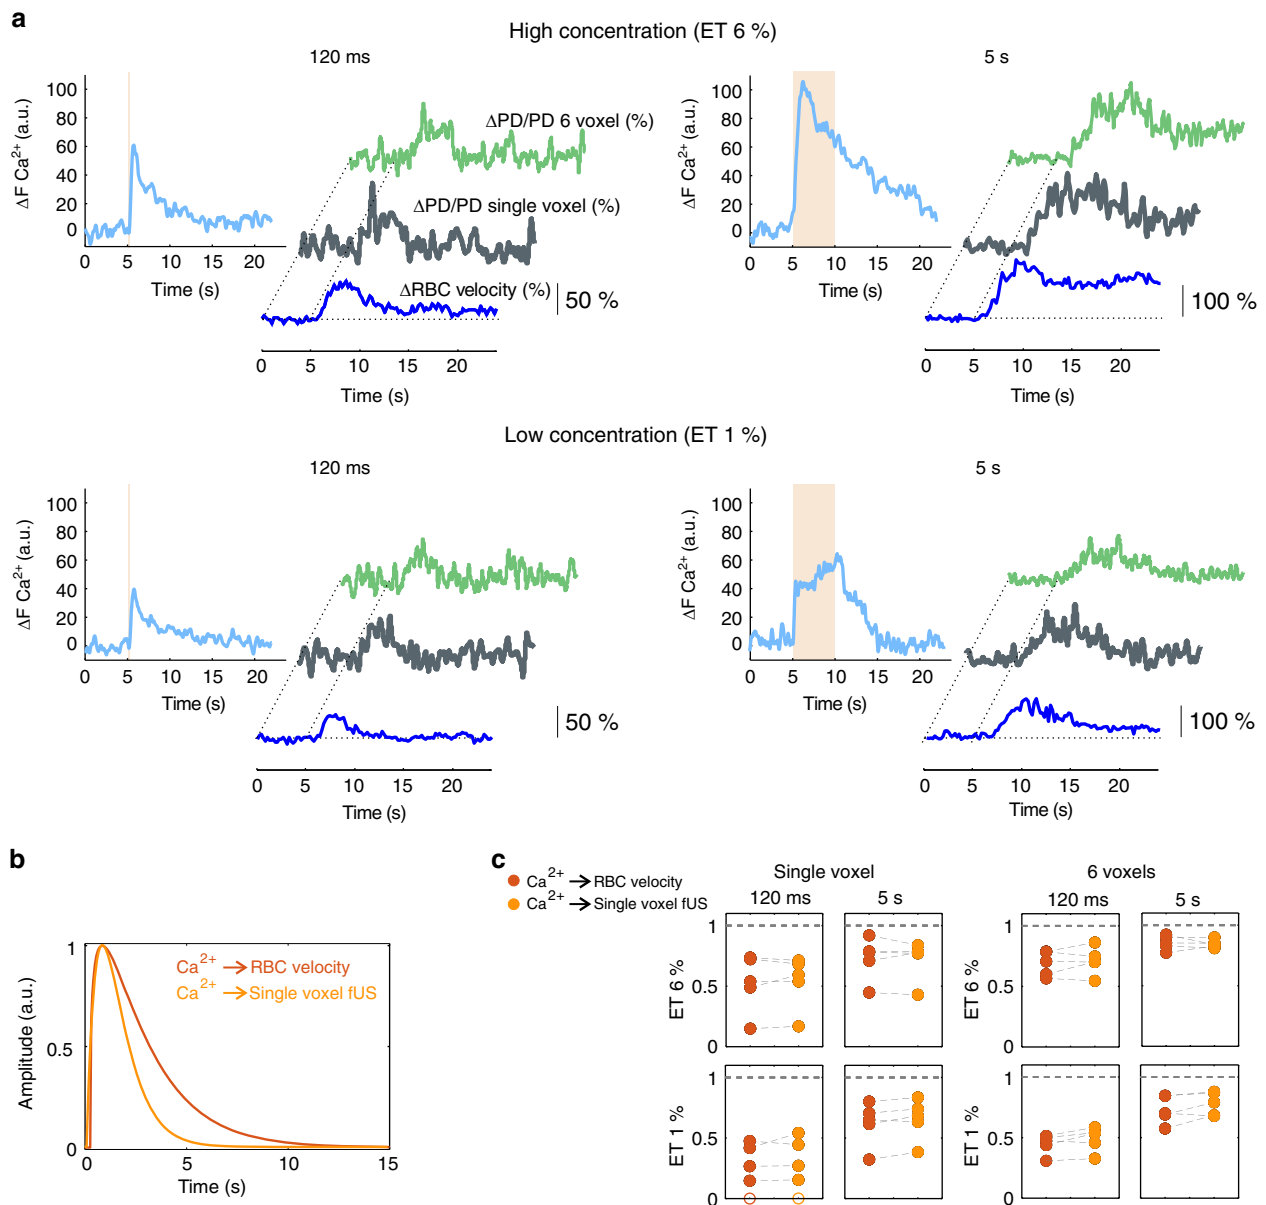 a
High concentration (ET 6 %)
120 ms
5 s
ΔF Ca2+ (a.u.)
100
80
60
40
20
0
0 5 10 15 20
Time (s)
ΔPD/PD 6 voxel (%)
ΔPD/PD single voxel (%)
ΔRBC velocity (%)
50 %
0 5 10 15 20
Time (s)
ΔF Ca2+ (a.u.)
100
80
60
40
20
0
0 5 10 15 20
Time (s)
100 %
0 5 10 15 20
Time (s)
Low concentration (ET 1 %)
120 ms
5 s
ΔF Ca2+ (a.u.)
100
80
60
40
20
0
0 5 10 15 20
Time (s)
50 %
0 5 10 15 20
Time (s)
ΔF Ca2+ (a.u.)
100
80
60
40
20
0
0 5 10 15 20
Time (s)
100 %
0 5 10 15 20
Time (s)
b
Amplitude (a.u.)
1
0.5
0
Ca2+ → RBC velocity
Ca2+ → Single voxel fUS
0 5 10 15
Time (s)
c
Ca2+ → RBC velocity
Ca2+ → Single voxel fUS
Single voxel
120 ms 5 s
6 voxels
120 ms 5 s
ET 6 %
1
0.5
0
ET 6 %
1
0.5
0
ET 1 %
1
0.5
0
ET 1 %
1
0.5
0